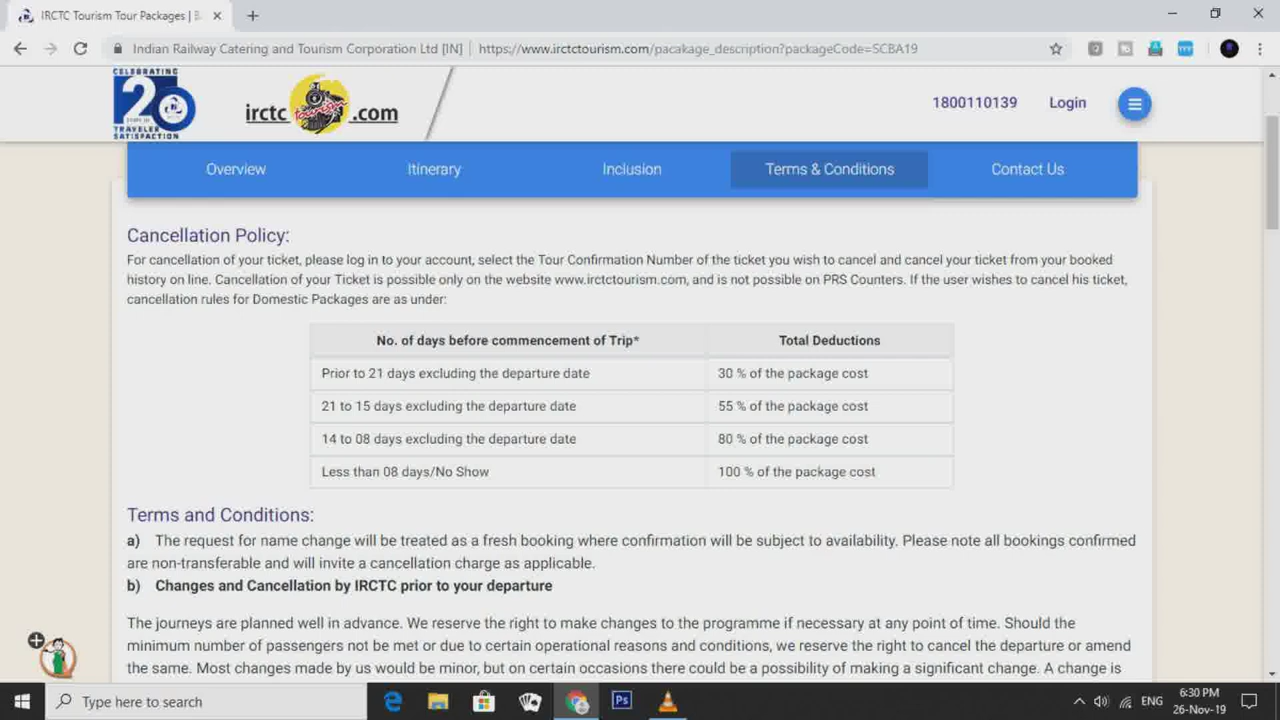 IRCTC Tourism Tour Packages |
Indian Railway Catering and Tourism Corporation Ltd [IN] | https://www.irctctourism.com/pacakage_description?packageCode=SCBA19
CELEBRATING
20
TRAVELER
SATISFACTION
irctc tourism .com
1800110139 Login
Overview Itinerary Inclusion Terms & Conditions Contact Us
Cancellation Policy:
For cancellation of your ticket, please log in to your account, select the Tour Confirmation Number of the ticket you wish to cancel and cancel your ticket from your booked
history on line. Cancellation of your Ticket is possible only on the website www.irctctourism.com, and is not possible on PRS Counters. If the user wishes to cancel his ticket,
cancellation rules for Domestic Packages are as under:
No. of days before commencement of Trip* Total Deductions
Prior to 21 days excluding the departure date 30 % of the package cost
21 to 15 days excluding the departure date 55 % of the package cost
14 to 08 days excluding the departure date 80 % of the package cost
Less than 08 days/No Show 100 % of the package cost
Terms and Conditions:
a) The request for name change will be treated as a fresh booking where confirmation will be subject to availability. Please note all bookings confirmed
are non-transferable and will invite a cancellation charge as applicable.
b) Changes and Cancellation by IRCTC prior to your departure
The journeys are planned well in advance. We reserve the right to make changes to the programme if necessary at any point of time. Should the
minimum number of passengers not be met or due to certain operational reasons and conditions, we reserve the right to cancel the departure or amend
the same. Most changes made by us would be minor, but on certain occasions there could be a possibility of making a significant change. A change is
Type here to search
Ps
ENG
6:30 PM
26-Nov-19